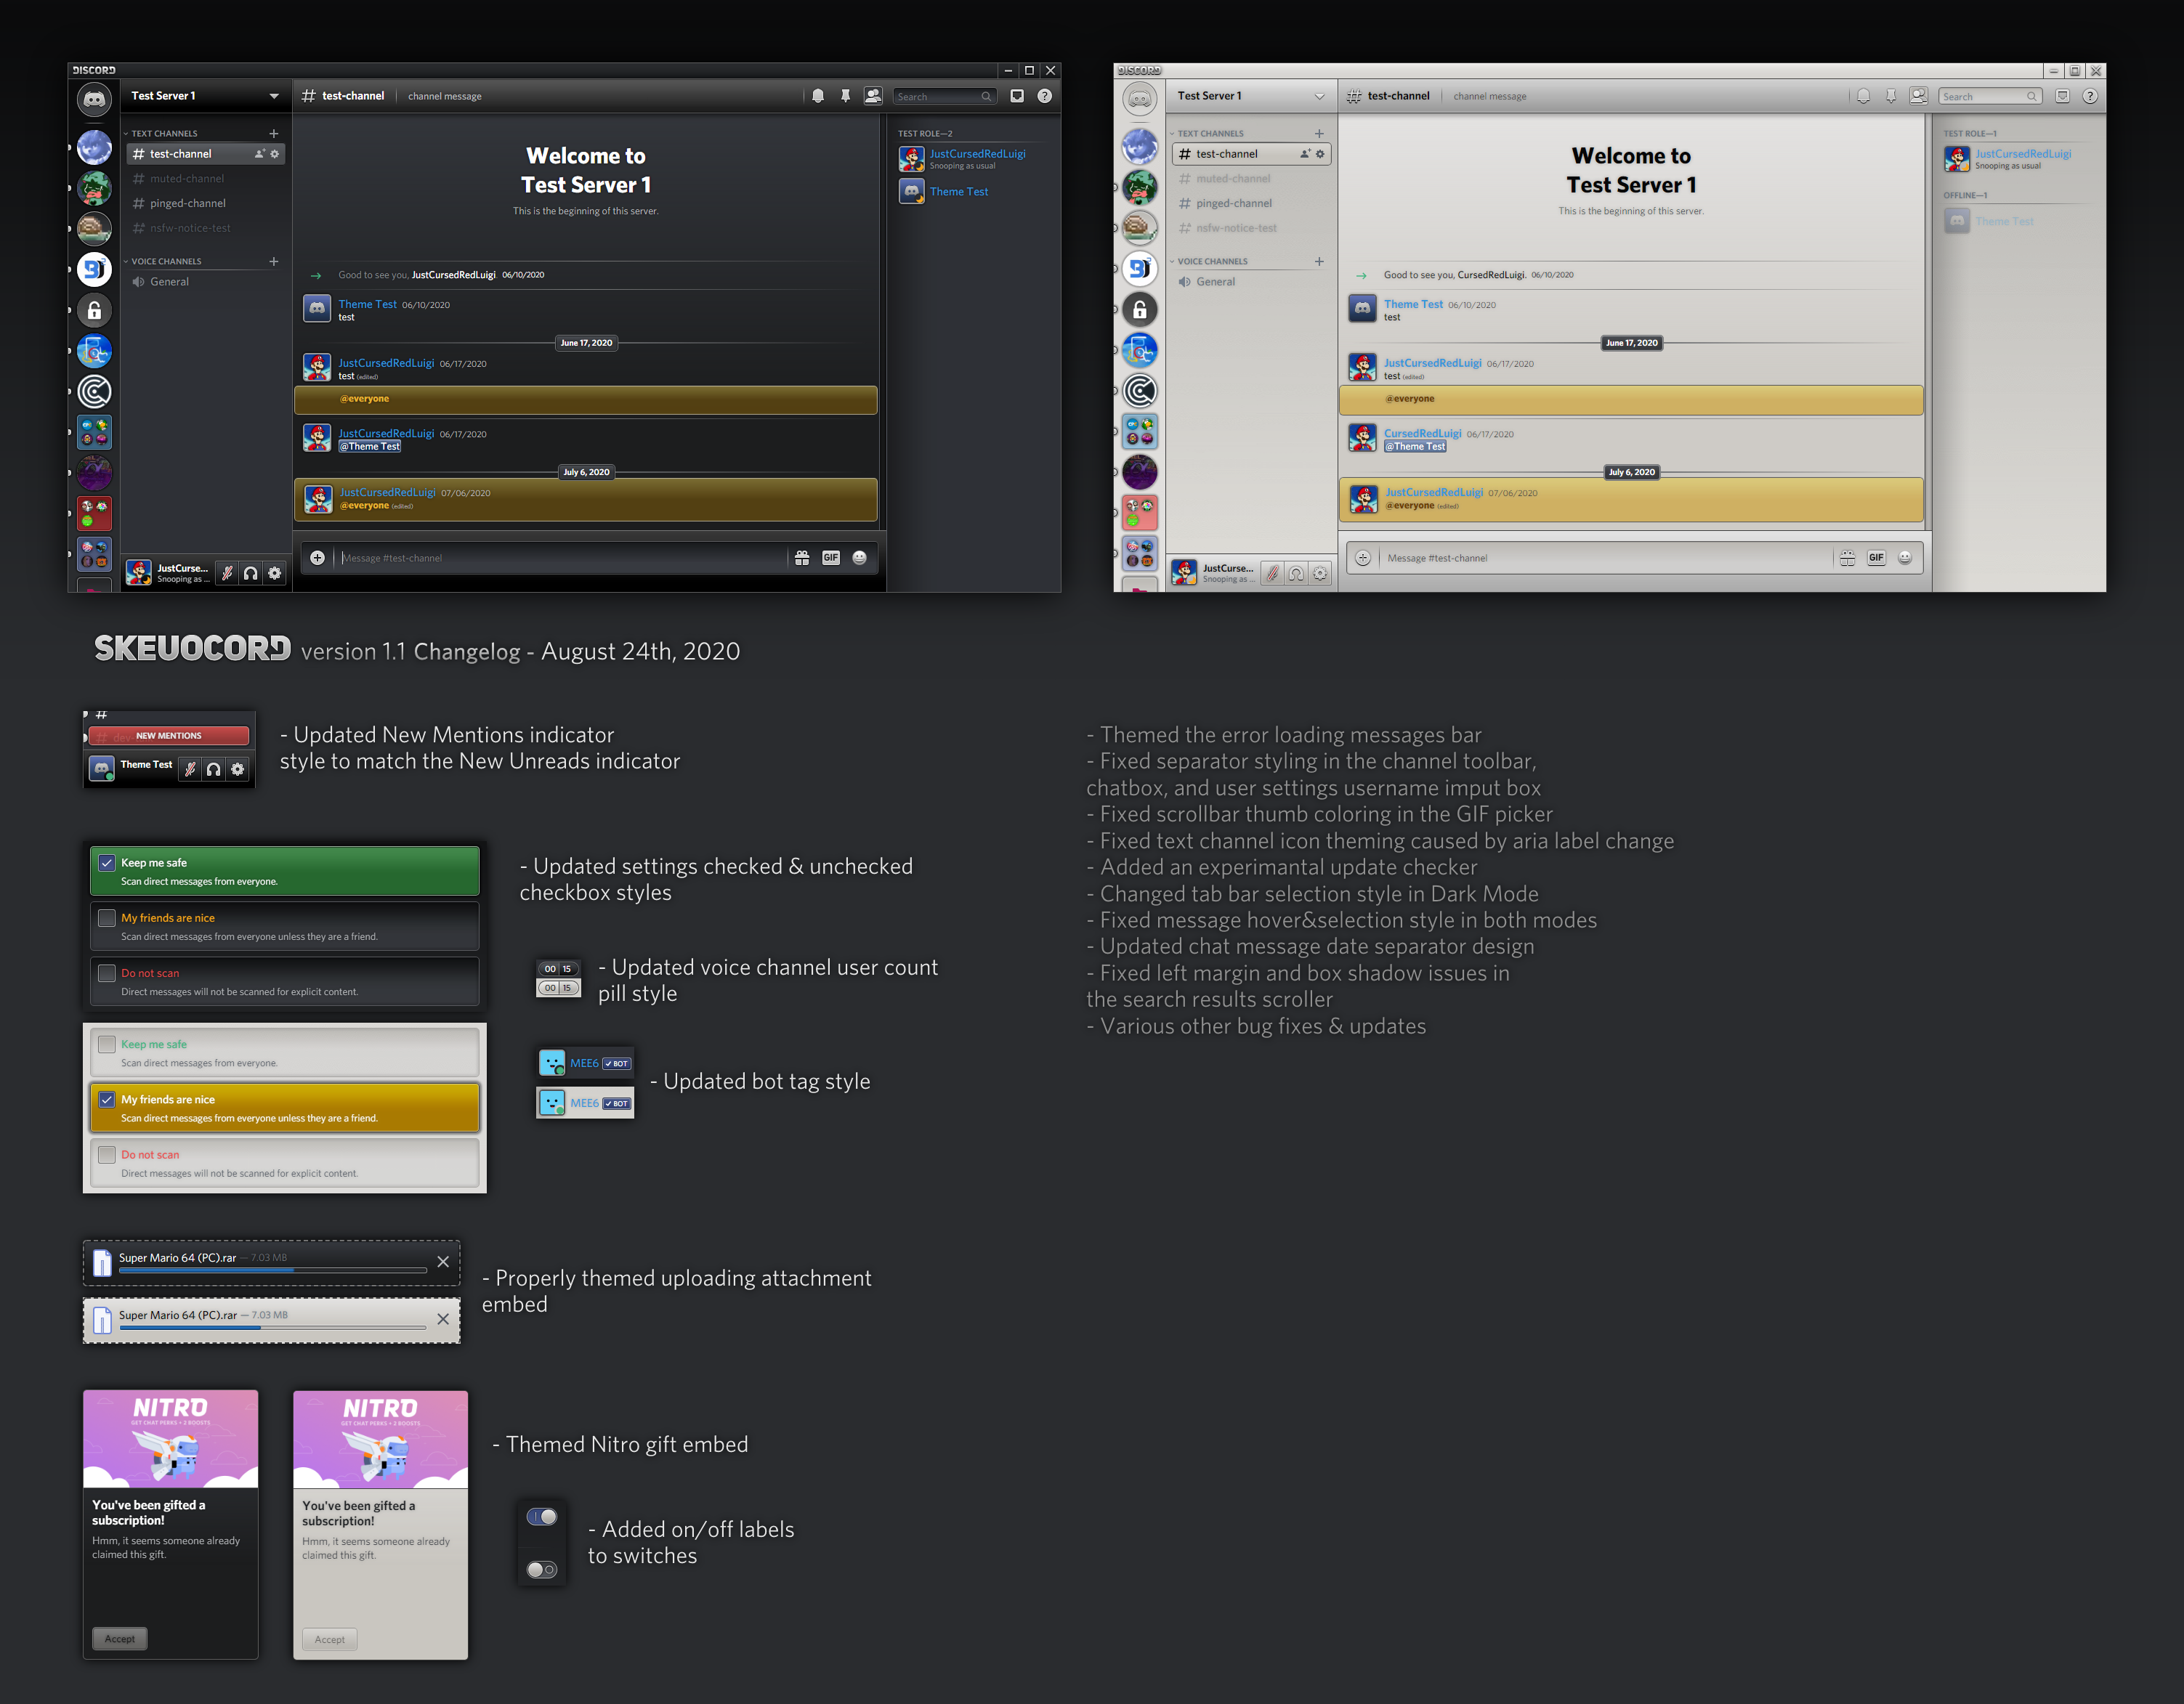 DISCORD
Test Server 1
# test-channel
channel message
Search
TEXT CHANNELS
# test-channel
# muted-channel
# pinged-channel
# nsfw-notice-test
VOICE CHANNELS
General
Welcome to
Test Server 1
This is the beginning of this server.
Good to see you, JustCursedRedLuigi. 06/10/2020
Theme Test 06/10/2020
test
June 17, 2020
JustCursedRedLuigi 06/17/2020
test (edited)
@everyone
JustCursedRedLuigi 06/17/2020
@Theme Test
July 6, 2020
JustCursedRedLuigi 07/06/2020
@everyone (edited)
Message #test-channel
GIF
TEST ROLE—2
JustCursedRedLuigi
Snooping as usual
Theme Test
JustCurse...
Snooping as ...
DISCORD
Test Server 1
# test-channel
channel message
Search
TEXT CHANNELS
# test-channel
# muted-channel
# pinged-channel
# nsfw-notice-test
VOICE CHANNELS
General
Welcome to
Test Server 1
This is the beginning of this server.
Good to see you, CursedRedLuigi. 06/10/2020
Theme Test 06/10/2020
test
June 17, 2020
JustCursedRedLuigi 06/17/2020
test (edited)
@everyone
CursedRedLuigi 06/17/2020
@Theme Test
July 6, 2020
JustCursedRedLuigi 07/06/2020
@everyone (edited)
Message #test-channel
GIF
TEST ROLE—1
JustCursedRedLuigi
Snooping as usual
OFFLINE—1
Theme Test
JustCurse...
Snooping as ...
SKEUOCORD version 1.1 Changelog - August 24th, 2020
#
# dev-
NEW MENTIONS
Theme Test
- Updated New Mentions indicator
style to match the New Unreads indicator
Keep me safe
Scan direct messages from everyone.
My friends are nice
Scan direct messages from everyone unless they are a friend.
Do not scan
Direct messages will not be scanned for explicit content.
Keep me safe
Scan direct messages from everyone.
My friends are nice
Scan direct messages from everyone unless they are a friend.
Do not scan
Direct messages will not be scanned for explicit content.
- Updated settings checked & unchecked
checkbox styles
00 15
00 15
- Updated voice channel user count
pill style
MEE6 BOT
MEE6 BOT
- Updated bot tag style
Super Mario 64 (PC).rar — 7.03 MB
Super Mario 64 (PC).rar — 7.03 MB
- Properly themed uploading attachment
embed
NITRO
GET CHAT PERKS + 2 BOOSTS
You've been gifted a
subscription!
Hmm, it seems someone already
claimed this gift.
Accept
NITRO
GET CHAT PERKS + 2 BOOSTS
You've been gifted a
subscription!
Hmm, it seems someone already
claimed this gift.
Accept
- Themed Nitro gift embed
- Added on/off labels
to switches
- Themed the error loading messages bar
- Fixed separator styling in the channel toolbar,
chatbox, and user settings username imput box
- Fixed scrollbar thumb coloring in the GIF picker
- Fixed text channel icon theming caused by aria label change
- Added an experimantal update checker
- Changed tab bar selection style in Dark Mode
- Fixed message hover&selection style in both modes
- Updated chat message date separator design
- Fixed left margin and box shadow issues in
the search results scroller
- Various other bug fixes & updates